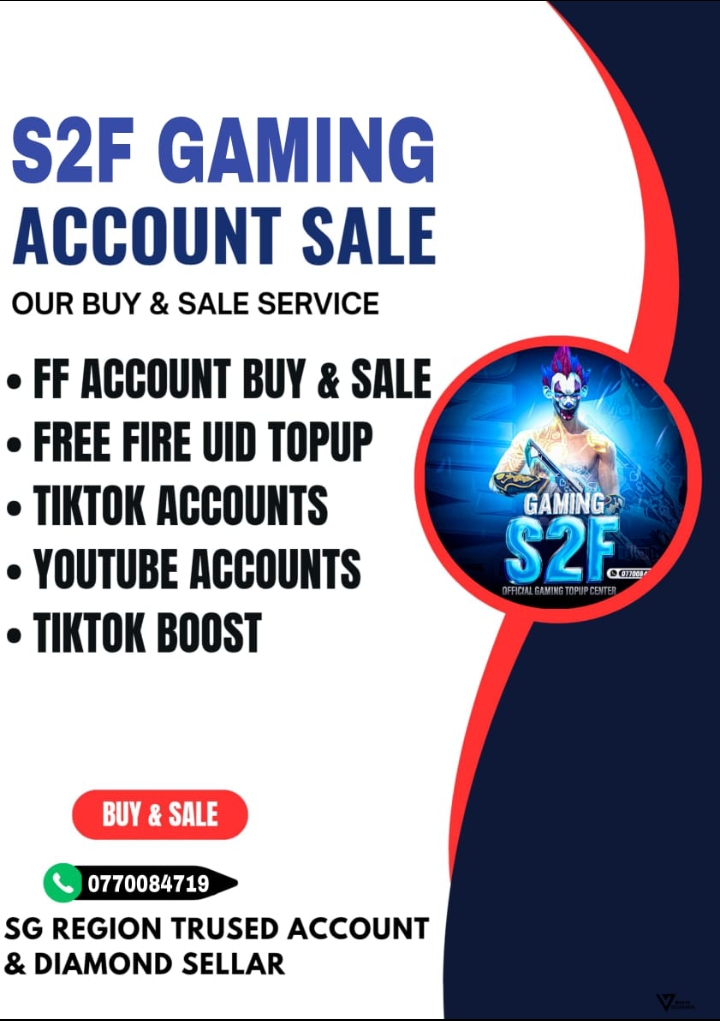 S2F GAMING
ACCOUNT SALE
OUR BUY & SALE SERVICE
• FF ACCOUNT BUY & SALE
• FREE FIRE UID TOPUP
• TIKTOK ACCOUNTS
• YOUTUBE ACCOUNTS
• TIKTOK BOOST
GAMING
S2F
OFFICIAL GAMING TOPUP CENTER
BUY & SALE
0770084719
SG REGION TRUSED ACCOUNT
& DIAMOND SELLAR